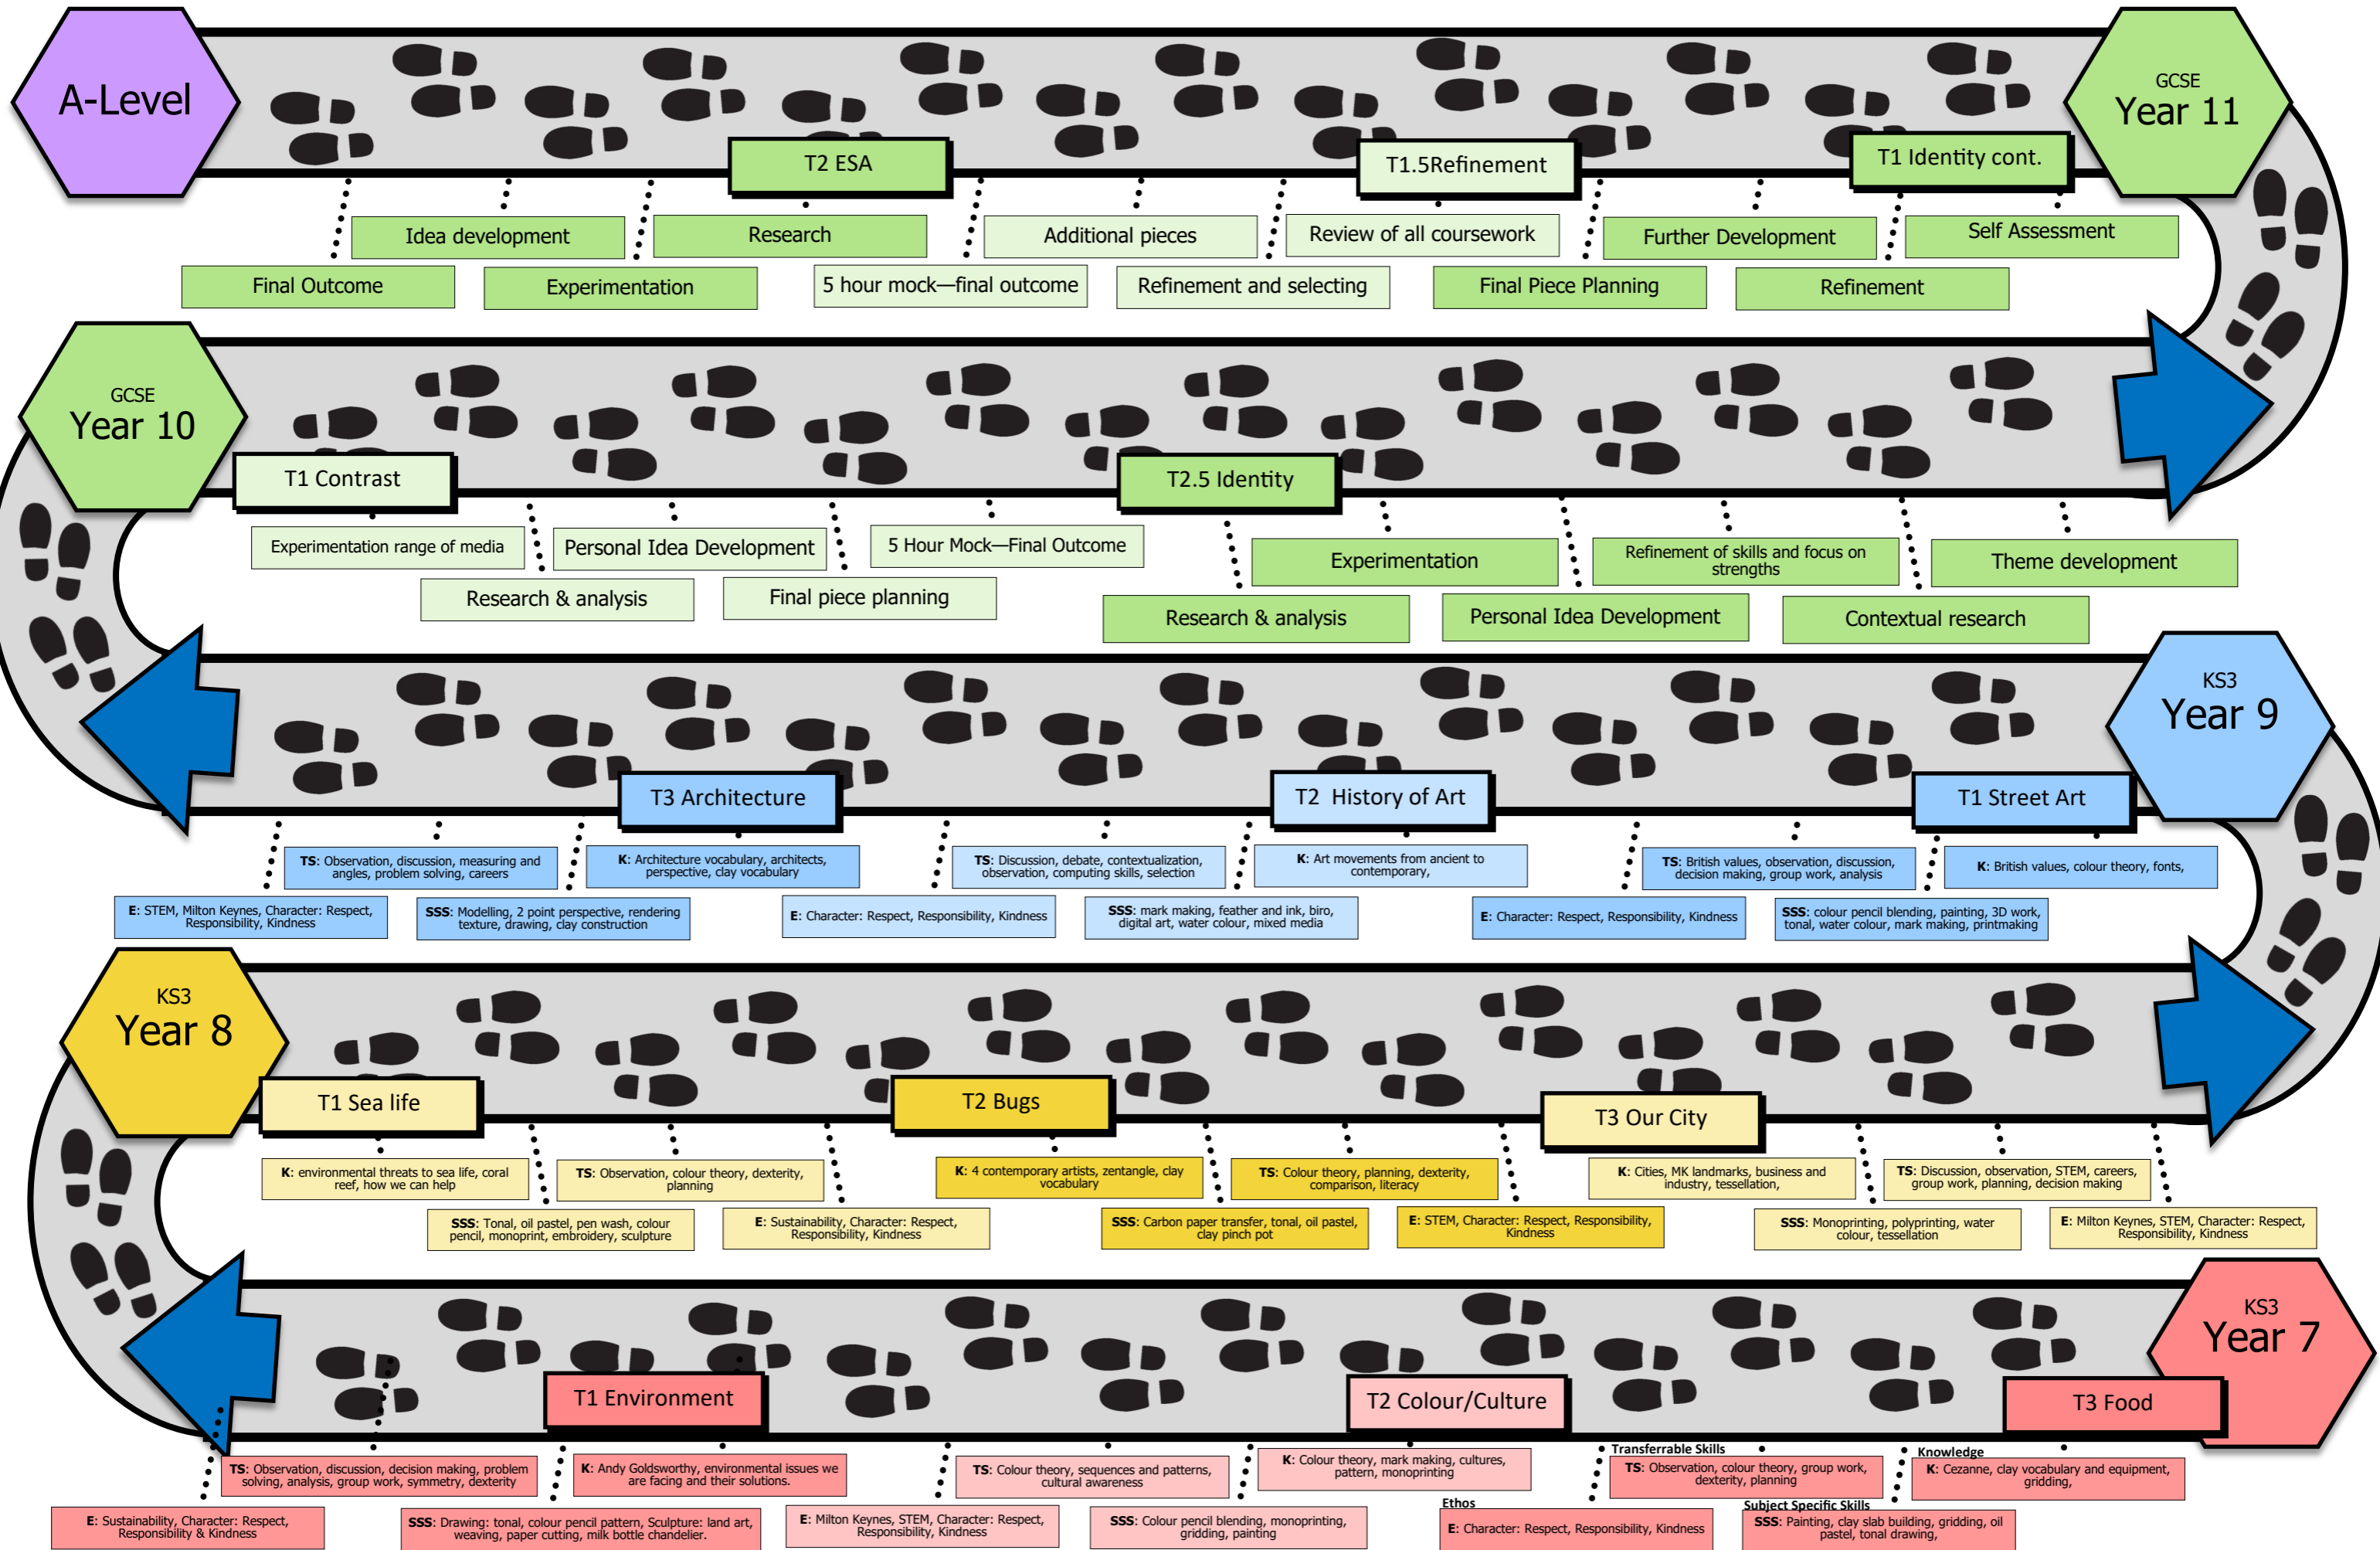 A-Level
GCSE
Year 11
T2 ESA
T1.5Refinement
T1 Identity cont.
Idea development
Research
Additional pieces
Review of all coursework
Further Development
Self Assessment
Final Outcome
Experimentation
5 hour mock—final outcome
Refinement and selecting
Final Piece Planning
Refinement
GCSE
Year 10
T1 Contrast
T2.5 Identity
Experimentation range of media
Personal Idea Development
5 Hour Mock—Final Outcome
Experimentation
Refinement of skills and focus on
strengths
Theme development
Research & analysis
Final piece planning
Research & analysis
Personal Idea Development
Contextual research
KS3
Year 9
T3 Architecture
T2 History of Art
T1 Street Art
TS: Observation, discussion, measuring and
angles, problem solving, careers
K: Architecture vocabulary, architects,
perspective, clay vocabulary
TS: Discussion, debate, contextualization,
observation, computing skills, selection
K: Art movements from ancient to
contemporary,
TS: British values, observation, discussion,
decision making, group work, analysis
K: British values, colour theory, fonts,
E: STEM, Milton Keynes, Character: Respect,
Responsibility, Kindness
SSS: Modelling, 2 point perspective, rendering
texture, drawing, clay construction
E: Character: Respect, Responsibility, Kindness
SSS: mark making, feather and ink, biro,
digital art, water colour, mixed media
E: Character: Respect, Responsibility, Kindness
SSS: colour pencil blending, painting, 3D work,
tonal, water colour, mark making, printmaking
KS3
Year 8
T1 Sea life
T2 Bugs
T3 Our City
K: environmental threats to sea life, coral
reef, how we can help
TS: Observation, colour theory, dexterity,
planning
K: 4 contemporary artists, zentangle, clay
vocabulary
TS: Colour theory, planning, dexterity,
comparison, literacy
K: Cities, MK landmarks, business and
industry, tessellation,
TS: Discussion, observation, STEM, careers,
group work, planning, decision making
SSS: Tonal, oil pastel, pen wash, colour
pencil, monoprint, embroidery, sculpture
E: Sustainability, Character: Respect,
Responsibility, Kindness
SSS: Carbon paper transfer, tonal, oil pastel,
clay pinch pot
E: STEM, Character: Respect, Responsibility,
Kindness
SSS: Monoprinting, polyprinting, water
colour, tessellation
E: Milton Keynes, STEM, Character: Respect,
Responsibility, Kindness
KS3
Year 7
T1 Environment
T2 Colour/Culture
T3 Food
TS: Observation, discussion, decision making, problem
solving, analysis, group work, symmetry, dexterity
K: Andy Goldsworthy, environmental issues we
are facing and their solutions.
TS: Colour theory, sequences and patterns,
cultural awareness
K: Colour theory, mark making, cultures,
pattern, monoprinting
Transferrable Skills
TS: Observation, colour theory, group work,
dexterity, planning
Knowledge
K: Cezanne, clay vocabulary and equipment,
gridding,
E: Sustainability, Character: Respect,
Responsibility & Kindness
SSS: Drawing: tonal, colour pencil pattern, Sculpture: land art,
weaving, paper cutting, milk bottle chandelier.
E: Milton Keynes, STEM, Character: Respect,
Responsibility, Kindness
SSS: Colour pencil blending, monoprinting,
gridding, painting
Ethos
E: Character: Respect, Responsibility, Kindness
Subject Specific Skills
SSS: Painting, clay slab building, gridding, oil
pastel, tonal drawing,